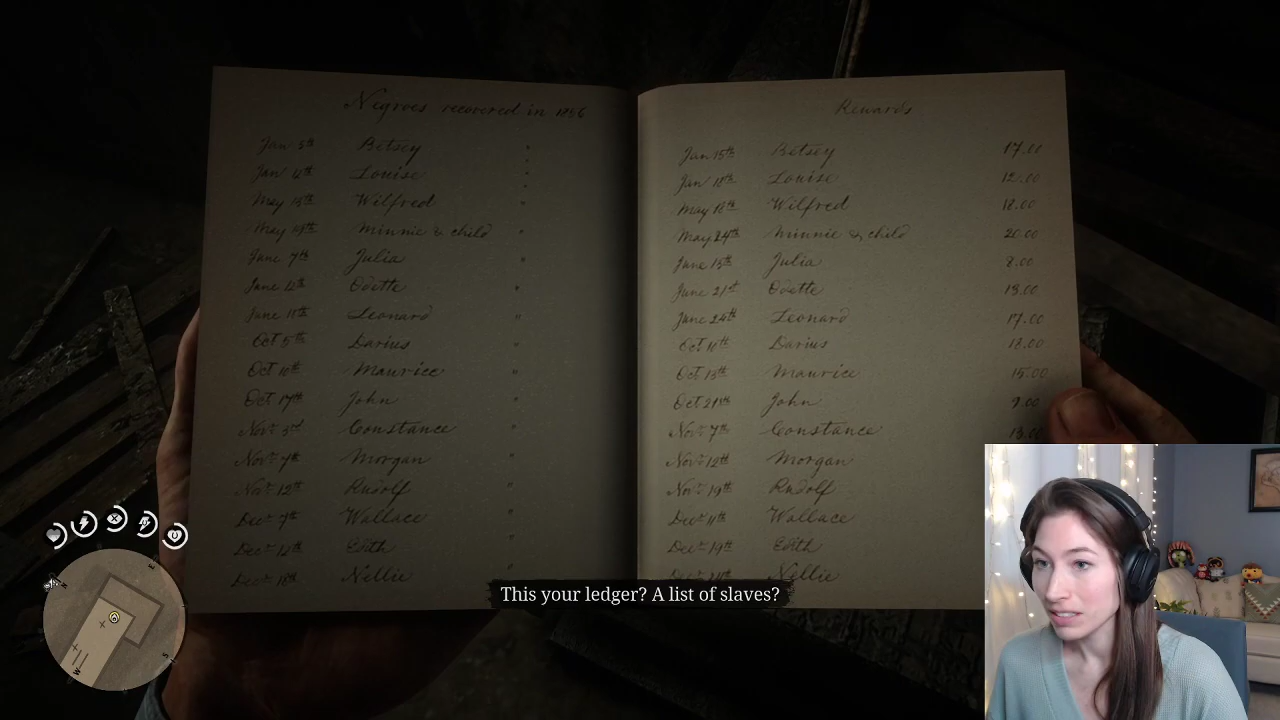 Negroes recovered in 1856
Jan 5th Betsey "
Jan Louise "
May 15th Wilfred "
May 19th Minnie & child "
June 7th Julia "
June 12th Odette "
June 18th Leonard "
Oct 5th Darius "
Oct 10th Maurice "
Oct 17th John "
Nov. 3rd Constance "
Nov. 9th Morgan "
Nov. 12th Rudolf "
Dec. 7th Wallace "
Dec. 12th Edith "
Dec. 18th Nellie "
Rewards
Jan 15th Betsey 17.00
Jan 18th Louise 12.00
May 18th Wilfred 18.00
May 24th Minnie & child 20.00
June 15th Julia 8.00
June 21st Odette 13.00
June 24th Leonard 17.00
Oct Darius 18.00
Oct 13th Maurice 15.00
Oct 21st John 9.00
Nov. 7th Constance
Nov. 12th Morgan
Nov. 19th Rudolf
Dec. 11th Wallace
Dec. 19th Edith
Dec. Nellie
This your ledger? A list of slaves?